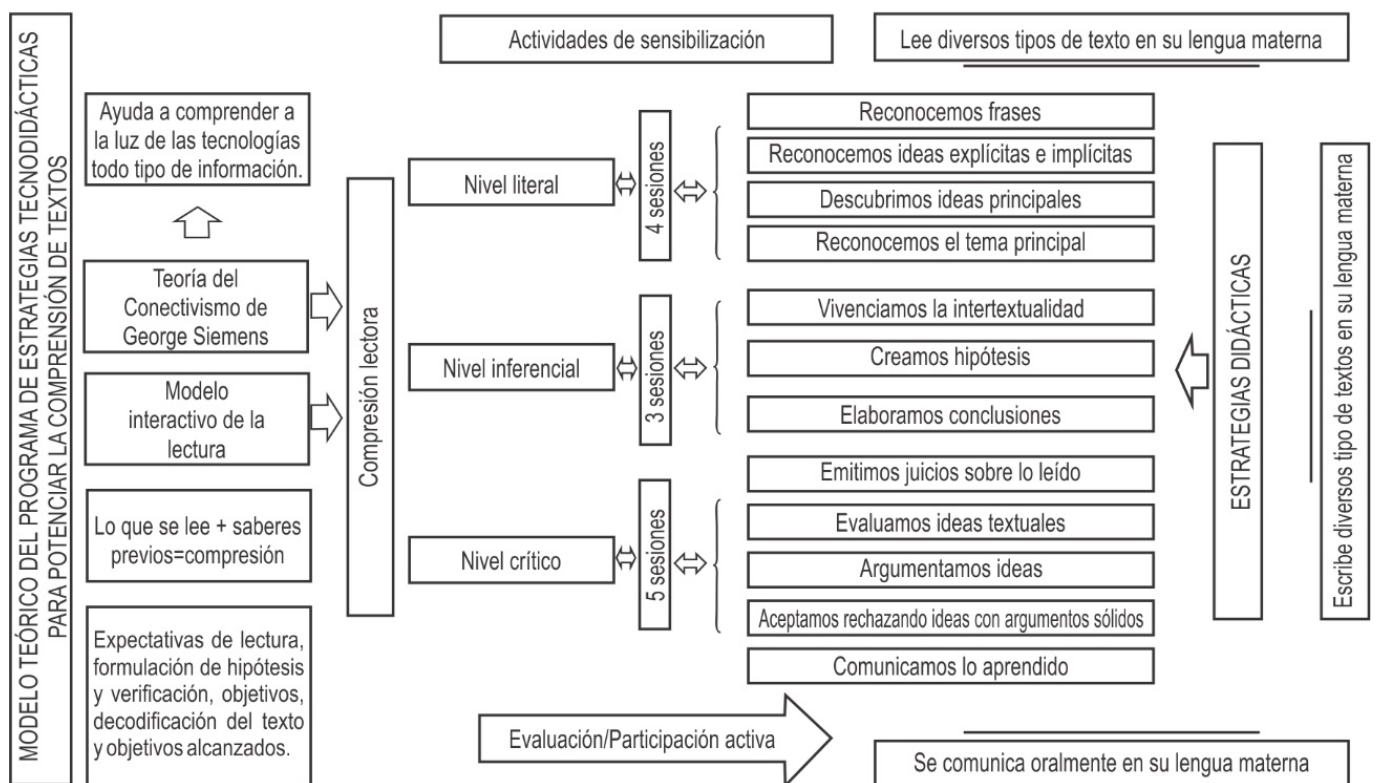 MODELO TEÓRICO DEL PROGRAMA DE ESTRATEGIAS TECNODIDÁCTICAS
PARA POTENCIAR LA COMPRENSIÓN DE TEXTOS
Ayuda a comprender a
la luz de las tecnologías
todo tipo de información.
Teoría del
Conectivismo de
George Siemens
Modelo
interactivo de la
lectura
Lo que se lee + saberes
previos=compresión
Expectativas de lectura,
formulación de hipótesis
y verificación, objetivos,
decodificación del texto
y objetivos alcanzados.
Compresión lectora
Actividades de sensibilización
Nivel literal
4 sesiones
Reconocemos frases
Reconocemos ideas explícitas e implícitas
Descubrimos ideas principales
Reconocemos el tema principal
Nivel inferencial
3 sesiones
Vivenciamos la intertextualidad
Creamos hipótesis
Elaboramos conclusiones
Nivel crítico
5 sesiones
Emitimos juicios sobre lo leído
Evaluamos ideas textuales
Argumentamos ideas
Aceptamos rechazando ideas con argumentos sólidos
Comunicamos lo aprendido
Evaluación/Participación activa
ESTRATEGIAS DIDÁCTICAS
Lee diversos tipos de texto en su lengua materna
Escribe diversos tipo de textos en su lengua materna
Se comunica oralmente en su lengua materna